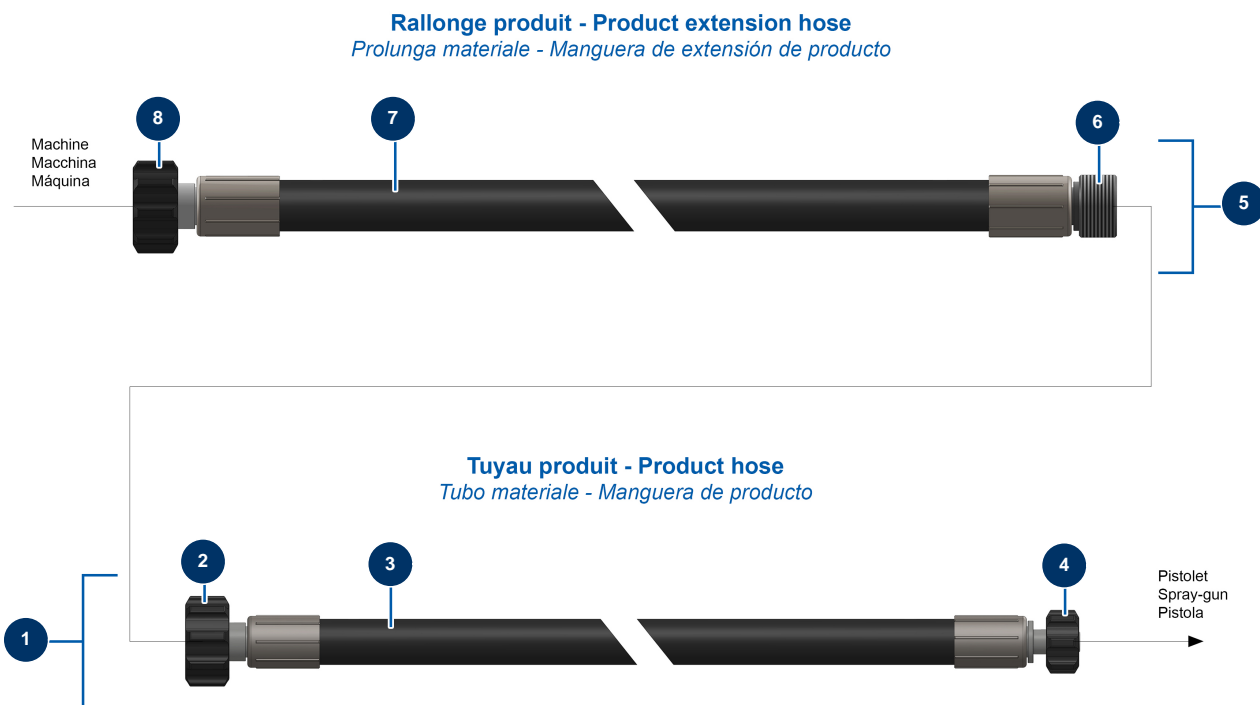 Rallonge produit - Product extension hose
Prolunga materiale - Manguera de extensión de producto
8
7
6
Machine
Macchina
Máquina
5
Tuyau produit - Product hose
Tubo materiale - Manguera de producto
2
3
4
Pistolet
Spray-gun
Pistola
1